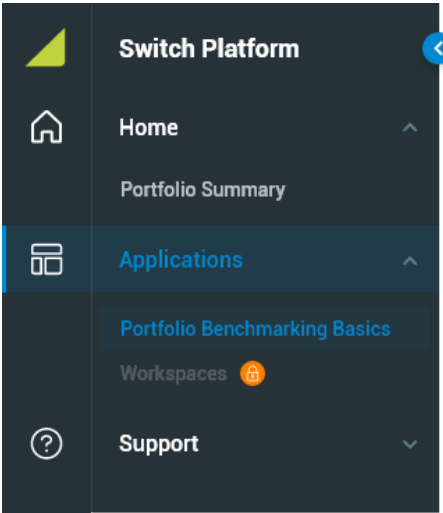 Switch Platform
Home
Portfolio Summary
Applications
Portfolio Benchmarking Basics
Workspaces
Support